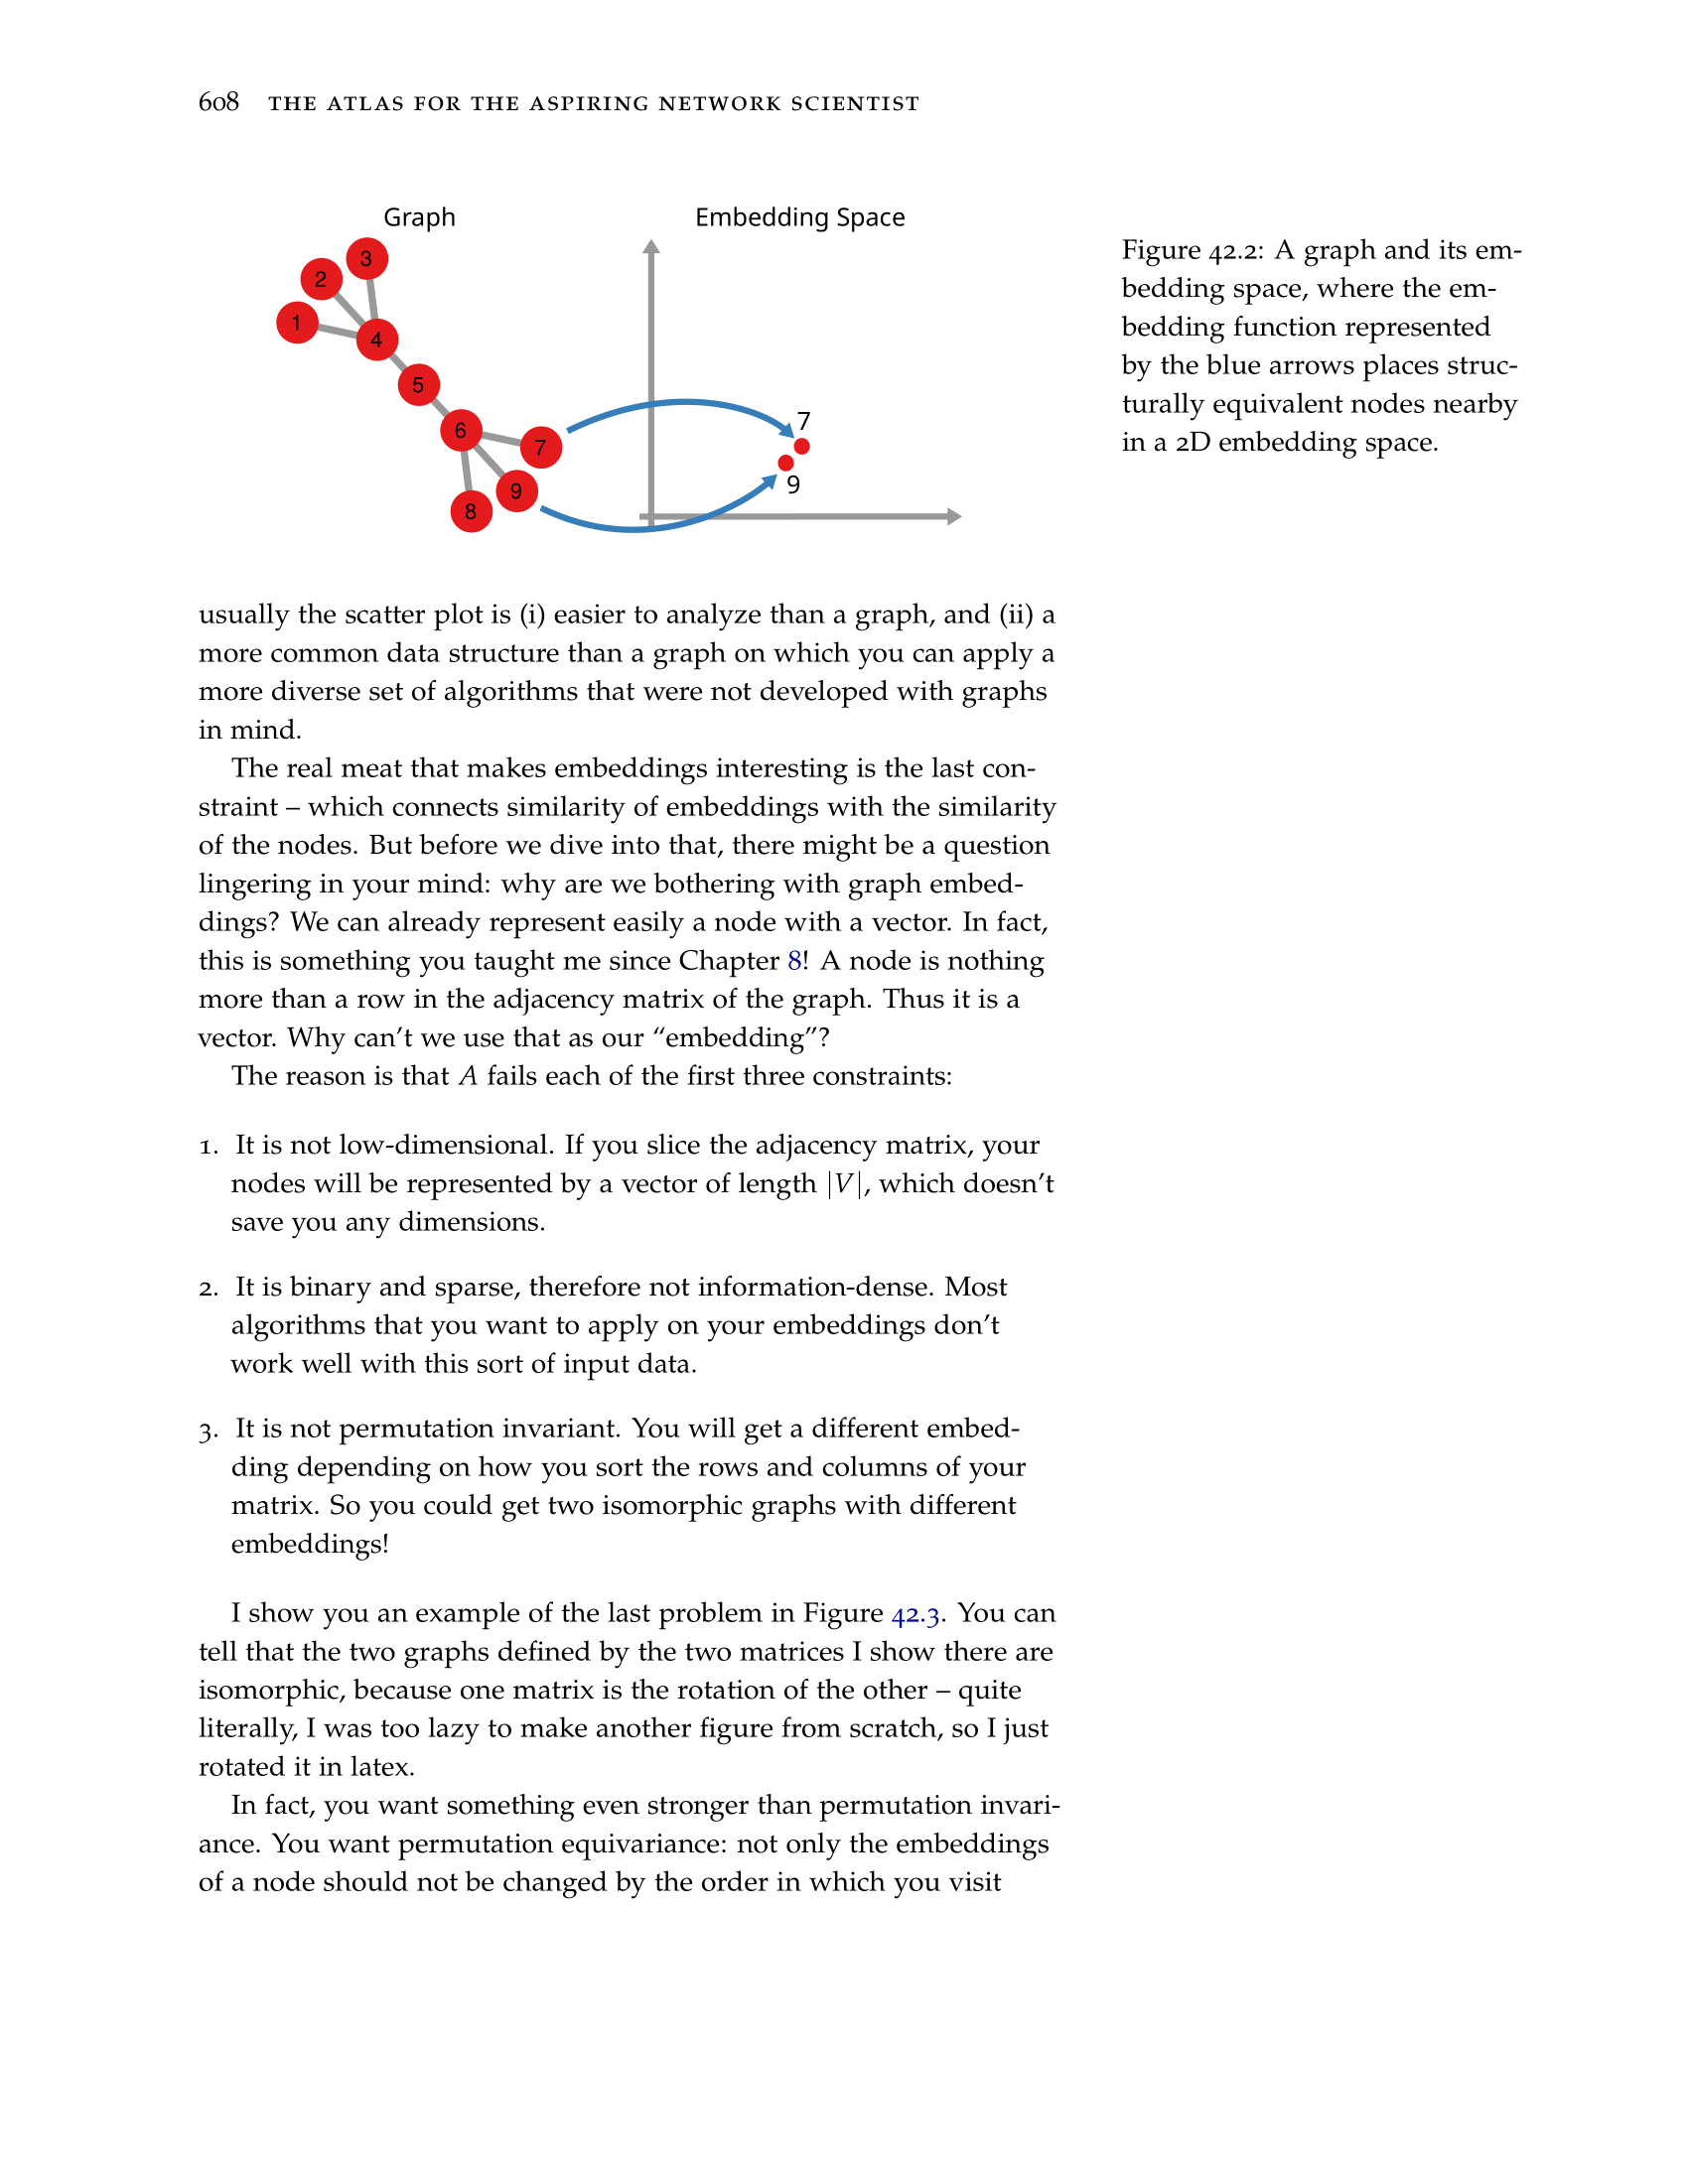 608 THE ATLAS FOR THE ASPIRING NETWORK SCIENTIST
Graph
Embedding Space
3
2
1
4
5
6
7
9
8
7
9
Figure 42.2: A graph and its em-
bedding space, where the em-
bedding function represented
by the blue arrows places struc-
turally equivalent nodes nearby
in a 2D embedding space.
usually the scatter plot is (i) easier to analyze than a graph, and (ii) a
more common data structure than a graph on which you can apply a
more diverse set of algorithms that were not developed with graphs
in mind.
The real meat that makes embeddings interesting is the last con-
straint – which connects similarity of embeddings with the similarity
of the nodes. But before we dive into that, there might be a question
lingering in your mind: why are we bothering with graph embed-
dings? We can already represent easily a node with a vector. In fact,
this is something you taught me since Chapter 8! A node is nothing
more than a row in the adjacency matrix of the graph. Thus it is a
vector. Why can't we use that as our “embedding”?
The reason is that A fails each of the first three constraints:
1. It is not low-dimensional. If you slice the adjacency matrix, your
nodes will be represented by a vector of length |V|, which doesn't
save you any dimensions.
2. It is binary and sparse, therefore not information-dense. Most
algorithms that you want to apply on your embeddings don't
work well with this sort of input data.
3. It is not permutation invariant. You will get a different embed-
ding depending on how you sort the rows and columns of your
matrix. So you could get two isomorphic graphs with different
embeddings!
I show you an example of the last problem in Figure 42.3. You can
tell that the two graphs defined by the two matrices I show there are
isomorphic, because one matrix is the rotation of the other – quite
literally, I was too lazy to make another figure from scratch, so I just
rotated it in latex.
In fact, you want something even stronger than permutation invari-
ance. You want permutation equivariance: not only the embeddings
of a node should not be changed by the order in which you visit